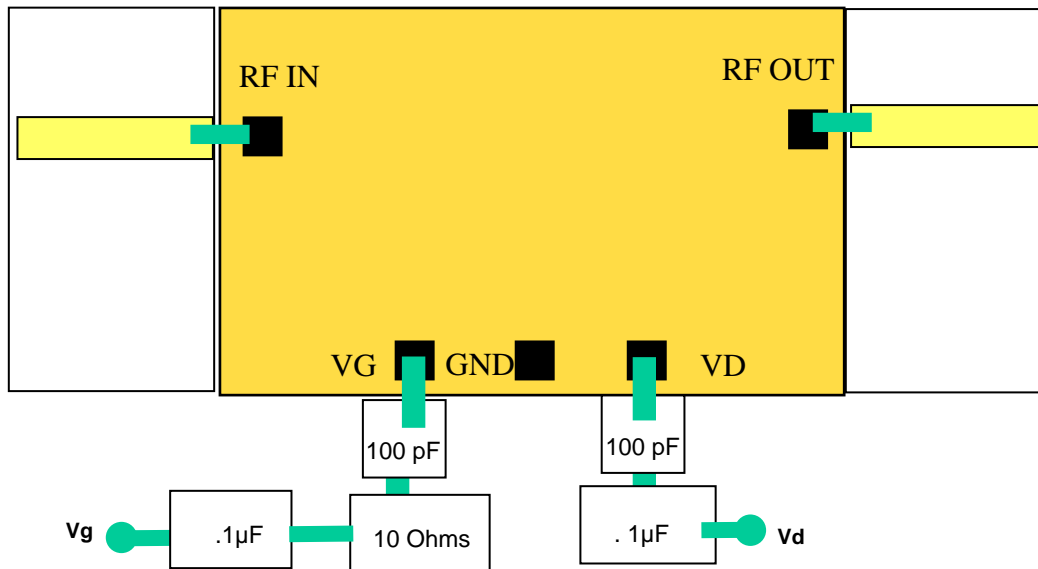 RF IN
RF OUT
VG
GND
VD
100 pF
100 pF
Vg
.1µF
10 Ohms
. 1µF
Vd